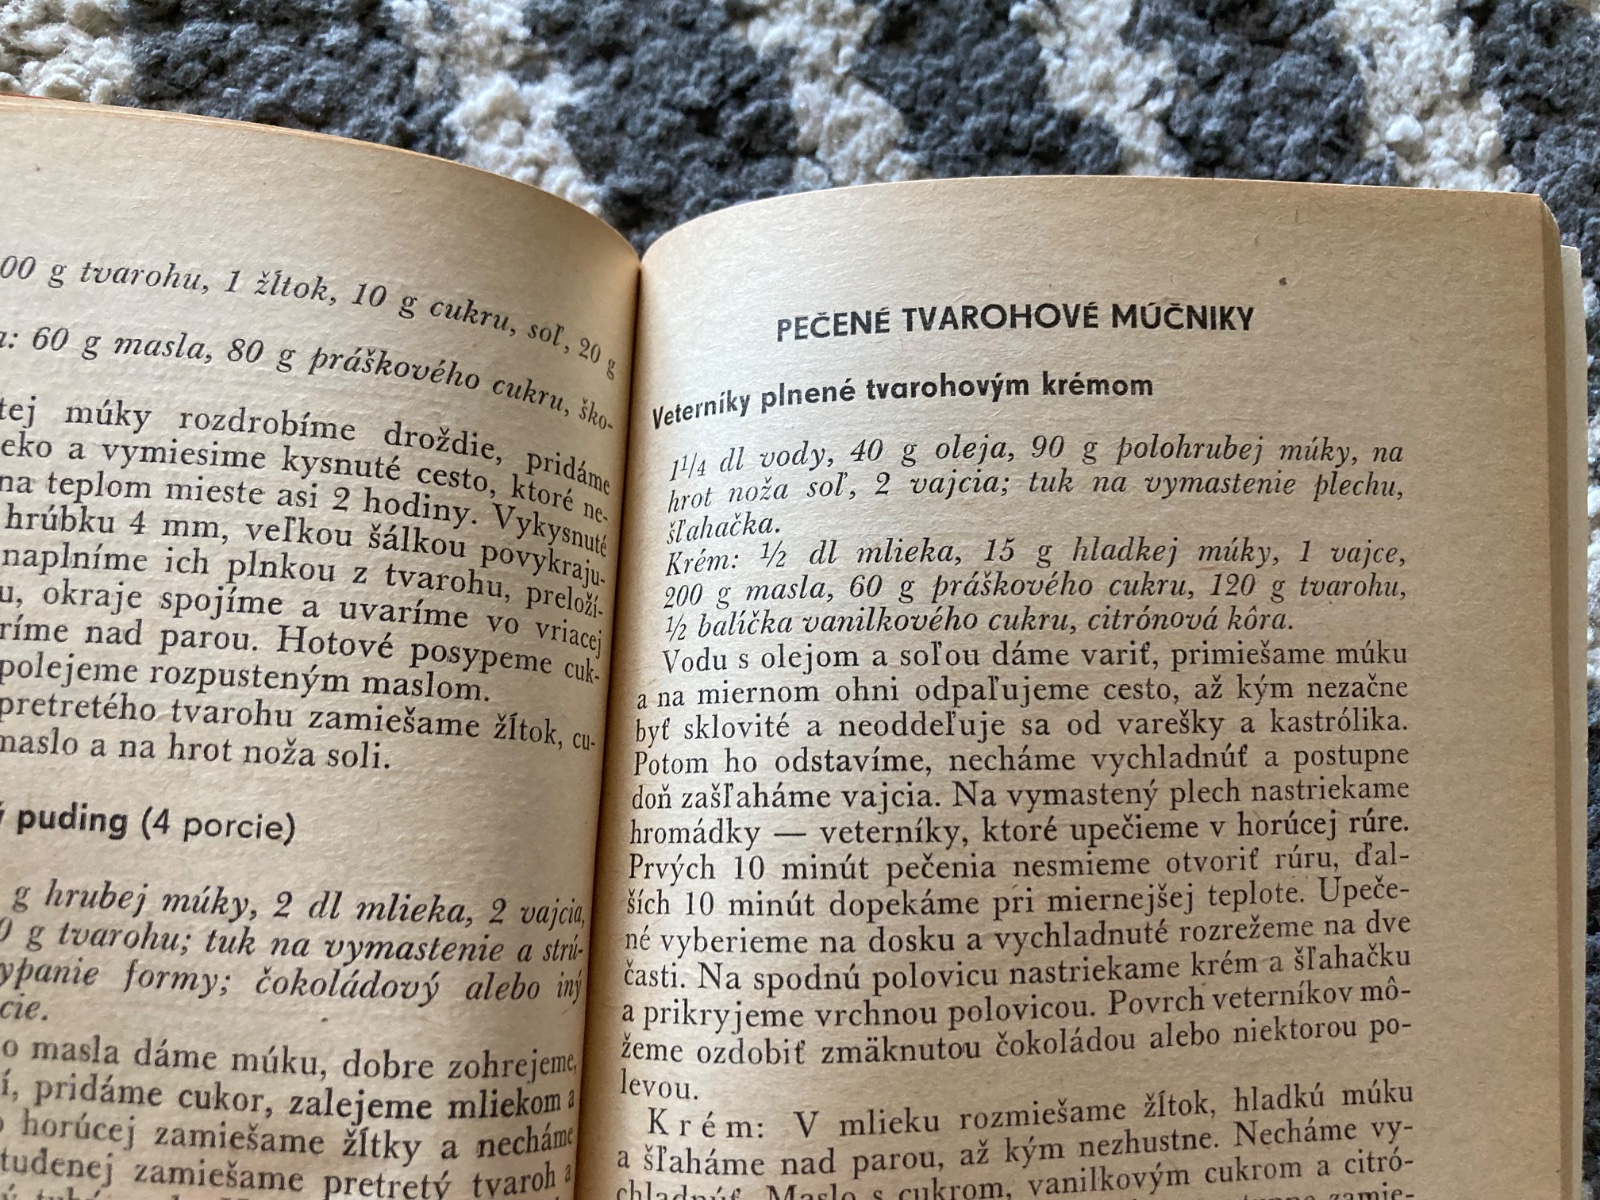 00 g tvarohu, 1 žĺtok, 10 g cukru, soľ, 20 g
60 g masla, 80 g práškového cukru, ško-
tej múky rozdrobíme droždie, pridáme
eko a vymiesime kysnuté cesto, ktoré ne-
na teplom mieste asi 2 hodiny. Vykysnuté
hrúbku 4 mm, veľkou šálkou povykraju-
naplníme ich plnkou z tvarohu, preloží-
u, okraje spojíme a uvaríme vo vriacej
ríme nad parou. Hotové posypeme cuk-
polejeme rozpusteným maslom.
pretretého tvarohu zamiešame žĺtok, cu-
maslo a na hrot noža soli.
puding (4 porcie)
g hrubej múky, 2 dl mlieka, 2 vajcia,
0 g tvarohu; tuk na vymastenie a strú-
ypanie formy; čokoládový alebo iný
cie.
o masla dáme múku, dobre zohrejeme,
í, pridáme cukor, zalejeme mliekom a
horúcej zamiešame žĺtky a necháme
tudenej zamiešame pretretý tvaroh a
PEČENÉ TVAROHOVÉ MÚČNIKY
Veterníky plnené tvarohovým krémom
1¹/4 dl vody, 40 g oleja, 90 g polohrubej múky, na
hrot noža soľ, 2 vajcia; tuk na vymastenie plechu,
šľahačka.
Krém: ½ dl mlieka, 15 g hladkej múky, 1 vajce,
200 g masla, 60 g práškového cukru, 120 g tvarohu,
½ balíčka vanilkového cukru, citrónová kôra.
Vodu s olejom a soľou dáme variť, primiešame múku
a na miernom ohni odpaľujeme cesto, až kým nezačne
byť sklovité a neoddeľuje sa od varešky a kastrólika.
Potom ho odstavíme, necháme vychladnúť a postupne
doň zašľaháme vajcia. Na vymastený plech nastriekame
hromádky — veterníky, ktoré upečieme v horúcej rúre.
Prvých 10 minút pečenia nesmieme otvoriť rúru, ďal-
ších 10 minút dopekáme pri miernejšej teplote. Upeče-
né vyberieme na dosku a vychladnuté rozrežeme na dve
časti. Na spodnú polovicu nastriekame krém a šľahačku
a prikryjeme vrchnou polovicou. Povrch veterníkov mô-
žeme ozdobiť zmäknutou čokoládou alebo niektorou po-
levou.
Krém: V mlieku rozmiešame žĺtok, hladkú múku
a šľaháme nad parou, až kým nezhustne. Necháme vy-
chladnúť. Maslo s cukrom, vanilkovým cukrom a citró-